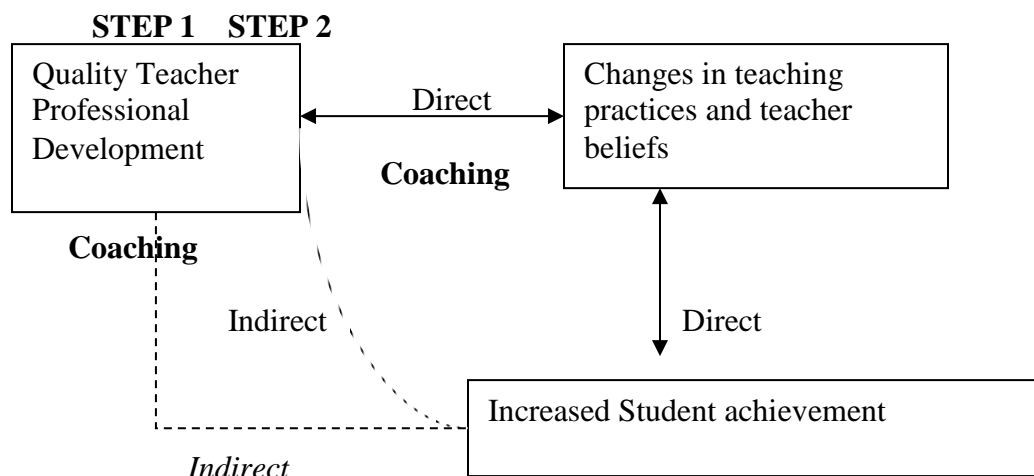 STEP 1 STEP 2
Quality Teacher
Professional
Development
Direct
Changes in teaching
practices and teacher
beliefs
Coaching
Coaching
Indirect
Direct
Increased Student achievement
Indirect